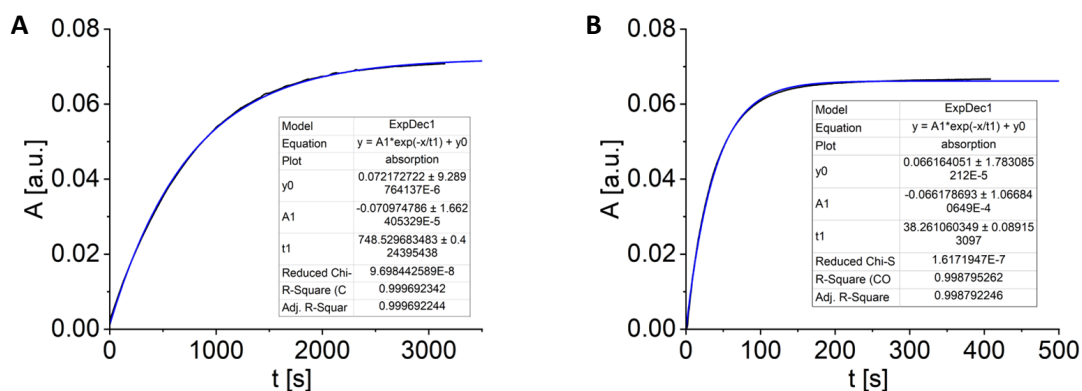 A
0.08
0.06
0.04
0.02
0.00
A [a.u.]
0
1000
2000
3000
t [s]
Model ExpDec1
Equation y = A1*exp(-x/t1) + y0
Plot absorption
y0 0.072172722 ± 9.289
764137E-6
A1 -0.070974786 ± 1.662
405329E-5
t1 748.529683483 ± 0.4
24395438
Reduced Chi- 9.698442589E-8
R-Square (C 0.999692342
Adj. R-Squar 0.999692244
B
0.08
0.06
0.04
0.02
0.00
A [a.u.]
0
100
200
300
400
500
t [s]
Model ExpDec1
Equation y = A1*exp(-x/t1) + y0
Plot absorption
y0 0.066164051 ± 1.783085
212E-5
A1 -0.066178693 ± 1.06684
0649E-4
t1 38.261060349 ± 0.08915
3097
Reduced Chi-S 1.6171947E-7
R-Square (CO 0.998795262
Adj. R-Square 0.998792246